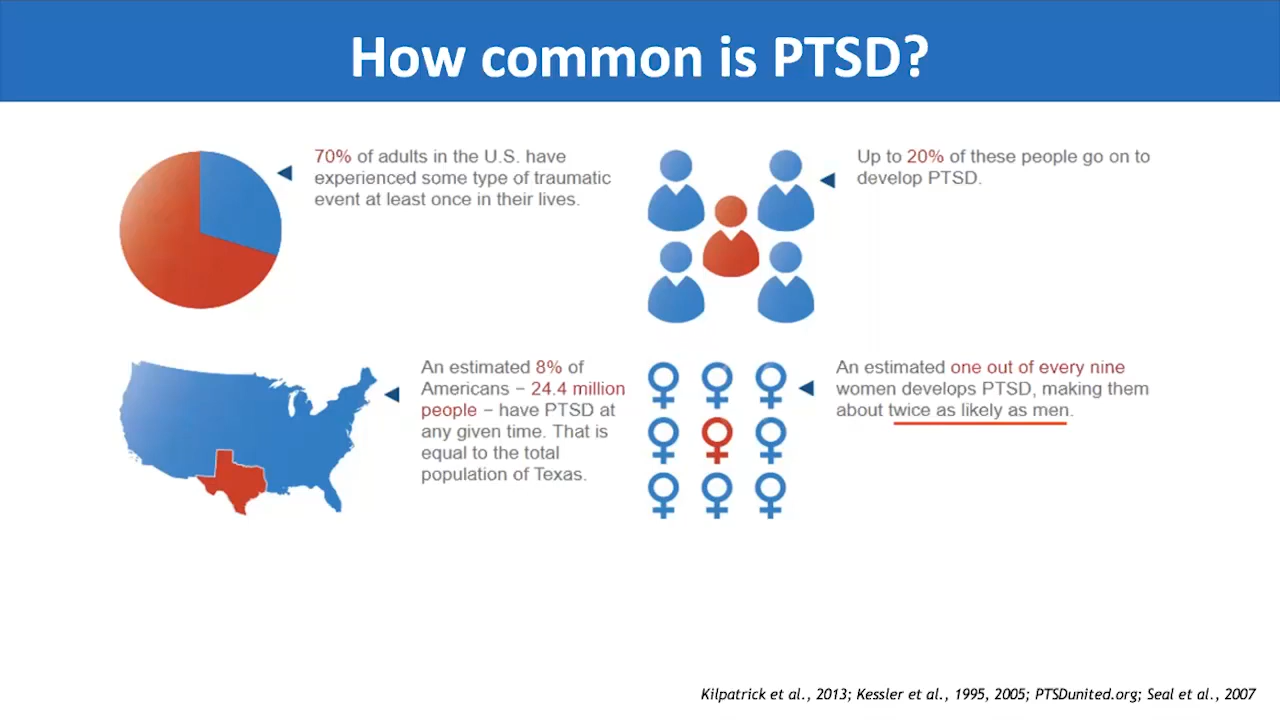 How common is PTSD?
70% of adults in the U.S. have
experienced some type of traumatic
event at least once in their lives.
Up to 20% of these people go on to
develop PTSD.
An estimated 8% of
Americans − 24.4 million
people − have PTSD at
any given time. That is
equal to the total
population of Texas.
An estimated one out of every nine
women develops PTSD, making them
about twice as likely as men.
Kilpatrick et al., 2013; Kessler et al., 1995, 2005; PTSDunited.org; Seal et al., 2007